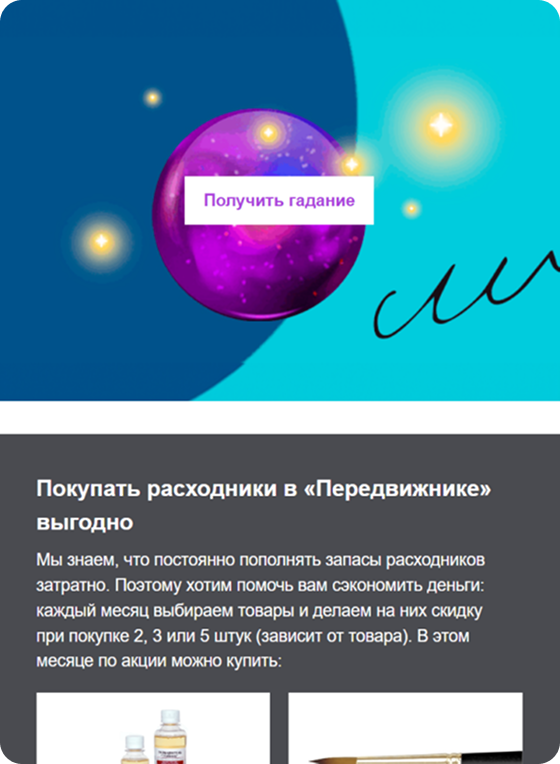 Получить гадание
Покупать расходники в «Передвижнике»
выгодно
Мы знаем, что постоянно пополнять запасы расходников
затратно. Поэтому хотим помочь вам сэкономить деньги:
каждый месяц выбираем товары и делаем на них скидку
при покупке 2, 3 или 5 штук (зависит от товара). В этом
месяце по акции можно купить: